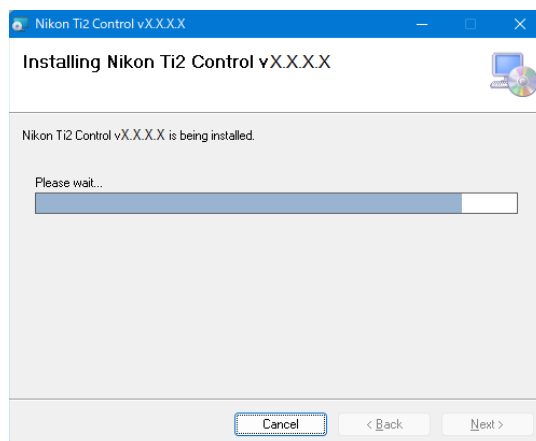 Nikon Ti2 Control vX.X.X.X
Installing Nikon Ti2 Control vX.X.X.X
Nikon Ti2 Control vX.X.X.X is being installed.
Please wait...
Cancel
< Back
Next >